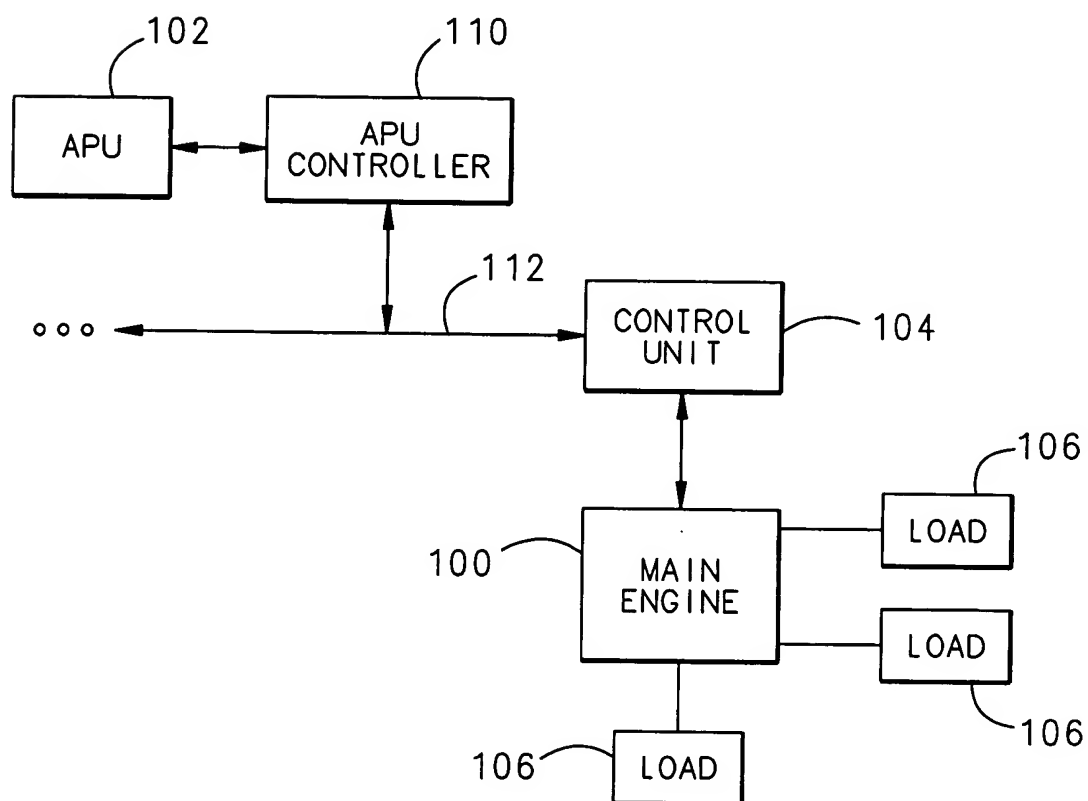 102
110
APU
APU
CONTROLLER
112
CONTROL
UNIT
104
106
LOAD
100
MAIN
ENGINE
LOAD
106
106
LOAD